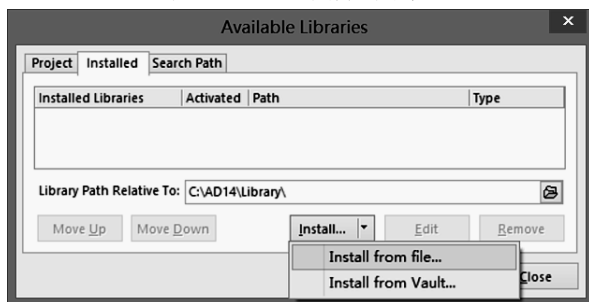 Available Libraries
Project Installed Search Path
Installed Libraries Activated Path Type
Library Path Relative To: C:\AD14\Library\
Move Up Move Down Install... Edit Remove
Install from file...
Install from Vault... Close